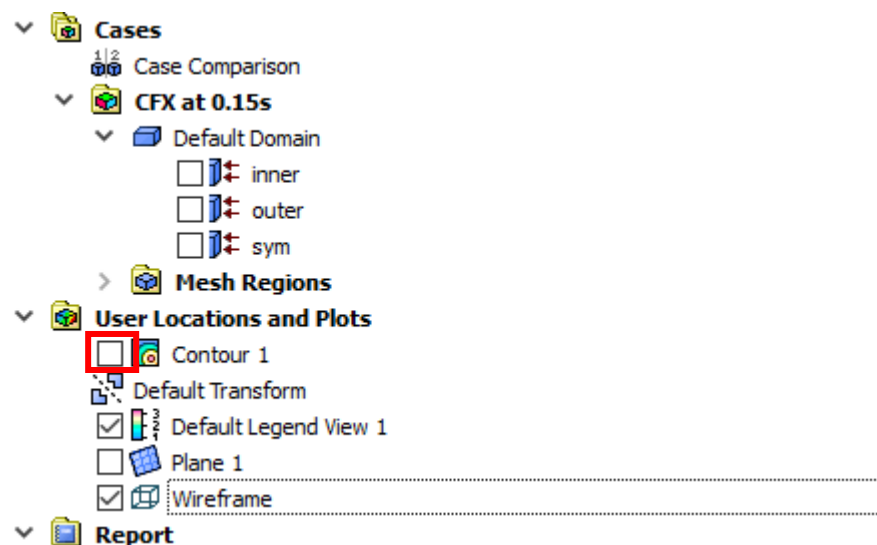 Cases
Case Comparison
CFX at 0.15s
Default Domain
inner
outer
sym
Mesh Regions
User Locations and Plots
Contour 1
Default Transform
Default Legend View 1
Plane 1
Wireframe
Report